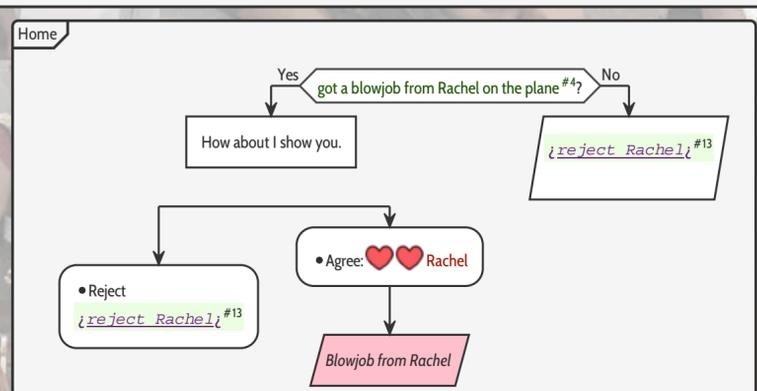 Home
Yes
got a blowjob from Rachel on the plane #4?
No
How about I show you.
¿reject Rachel¿ #13
• Agree: ❤❤ Rachel
• Reject
¿reject Rachel¿ #13
Blowjob from Rachel